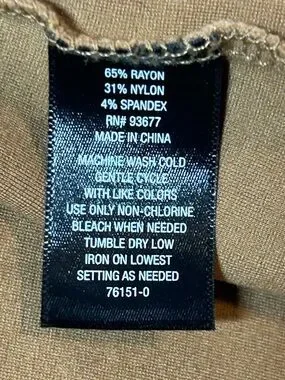 65% RAYON
31% NYLON
4% SPANDEX
RN# 93677
MADE IN CHINA
MACHINE WASH COLD
GENTLE CYCLE
WITH LIKE COLORS
USE ONLY NON-CHLORINE
BLEACH WHEN NEEDED
TUMBLE DRY LOW
IRON ON LOWEST
SETTING AS NEEDED
76151-0